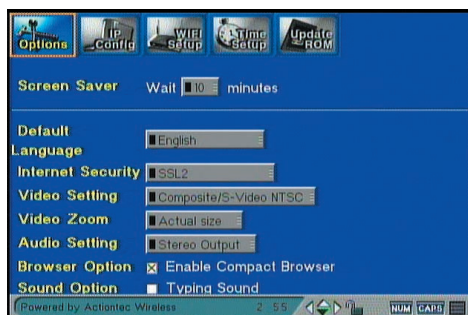 Options IP Config WIFI Setup Time Setup Update ROM
Screen Saver Wait 10 minutes
Default Language English
Internet Security SSL2
Video Setting Composite/S-Video NTSC
Video Zoom Actual size
Audio Setting Stereo Output
Browser Option Enable Compact Browser
Sound Option Typing Sound
Powered by Actiontec Wireless 2 55 NUM CAPS